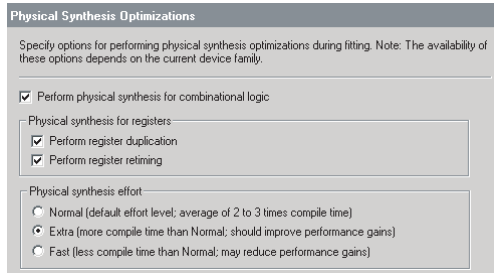 Physical Synthesis Optimizations
Specify options for performing physical synthesis optimizations during fitting. Note: The availability of
these options depends on the current device family.
Perform physical synthesis for combinational logic
Physical synthesis for registers
Perform register duplication
Perform register retiming
Physical synthesis effort
Normal (default effort level; average of 2 to 3 times compile time)
Extra (more compile time than Normal; should improve performance gains)
Fast (less compile time than Normal; may reduce performance gains)